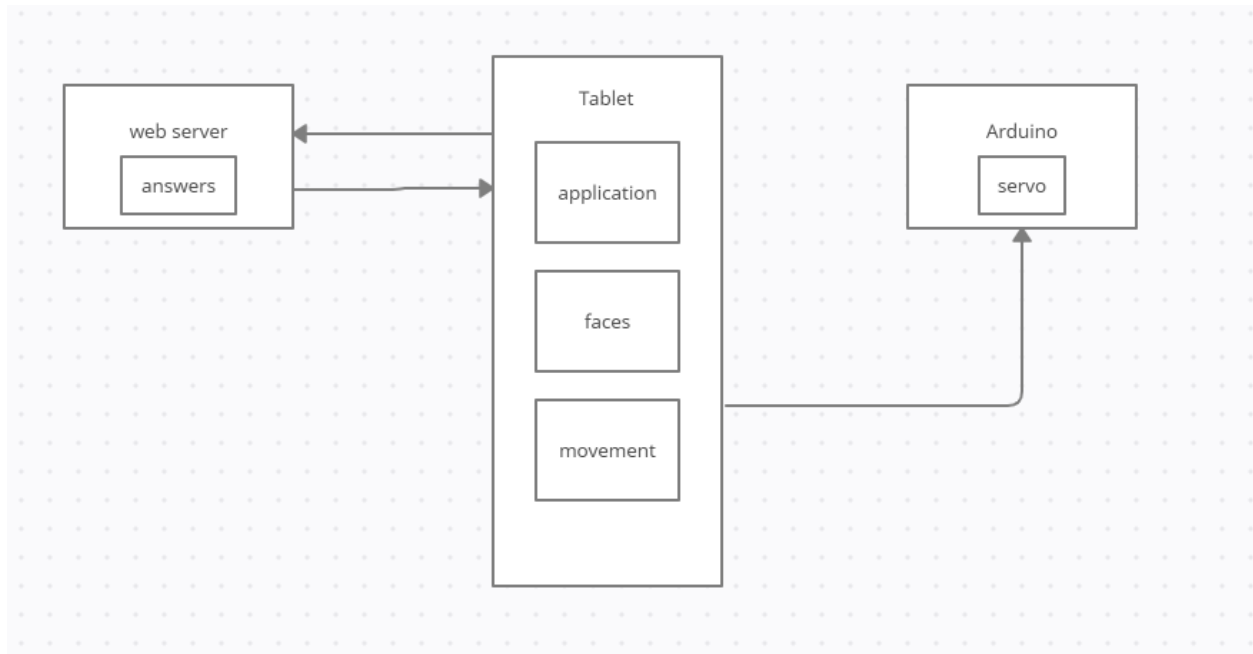 web server
answers
Tablet
application
faces
movement
Arduino
servo